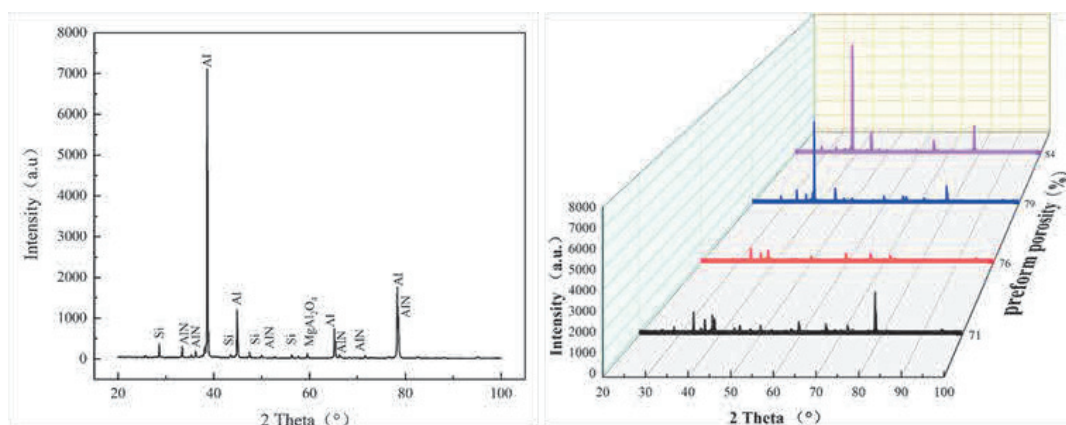 8000
7000
6000
5000
4000
3000
2000
1000
0
Intensity (a.u)
Si
AlN
AlN
Al
Si
Al
Si
AlN
Si
MgAl₂O₄
Al
AlN
AlN
Al
AlN
20
40
60
80
100
2 Theta (°)
8000
7000
6000
5000
4000
3000
2000
1000
0
Intensity (a.u.)
20
30
40
50
60
70
80
90
100
2 Theta (°)
71
76
79
84
preform porosity (%)